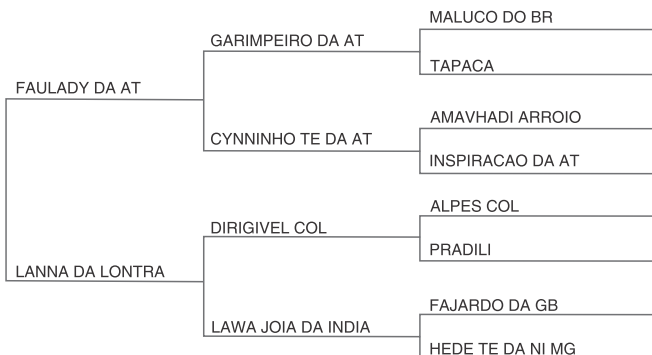 MALUCO DO BR
GARIMPEIRO DA AT
TAPACA
FAULADY DA AT
AMAVHADI ARROIO
CYNNINHO TE DA AT
INSPIRACAO DA AT
ALPES COL
DIRIGIVEL COL
PRADILI
LANNA DA LONTRA
FAJARDO DA GB
LAWA JOIA DA INDIA
HEDE TE DA NI MG